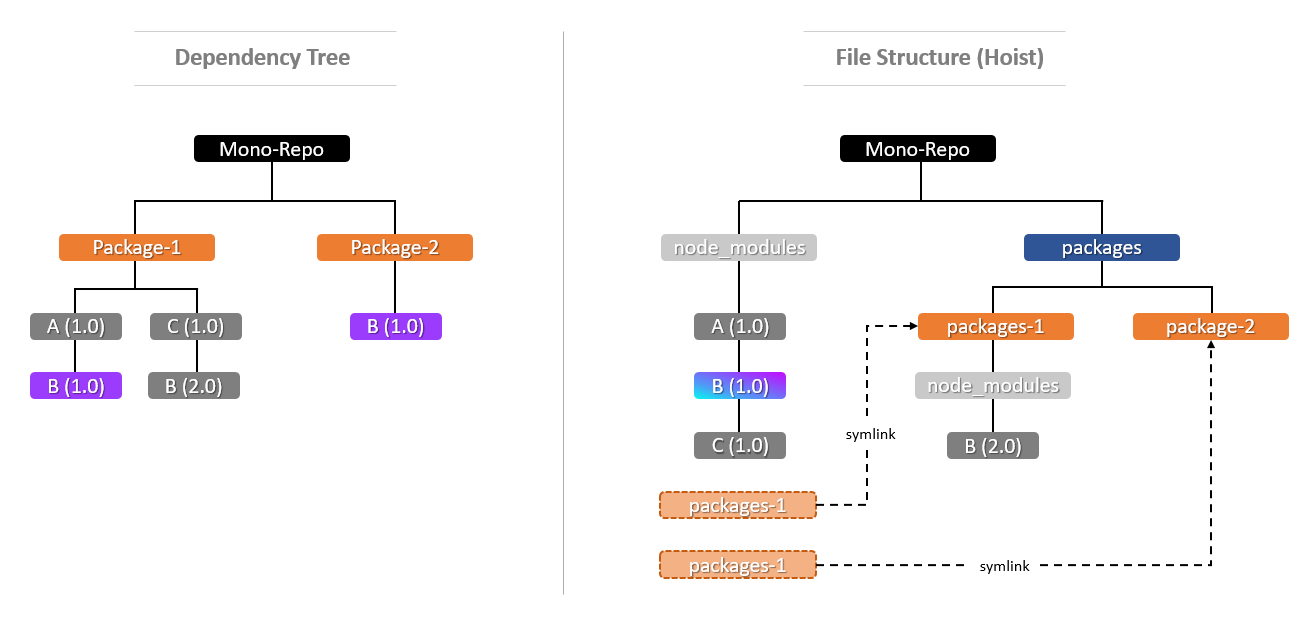 Dependency Tree
File Structure (Hoist)
Mono-Repo
Mono-Repo
Package-1
Package-2
node_modules
packages
A (1.0)
C (1.0)
B (1.0)
A (1.0)
packages-1
package-2
B (1.0)
B (2.0)
B (1.0)
node_modules
symlink
C (1.0)
B (2.0)
packages-1
packages-1
symlink